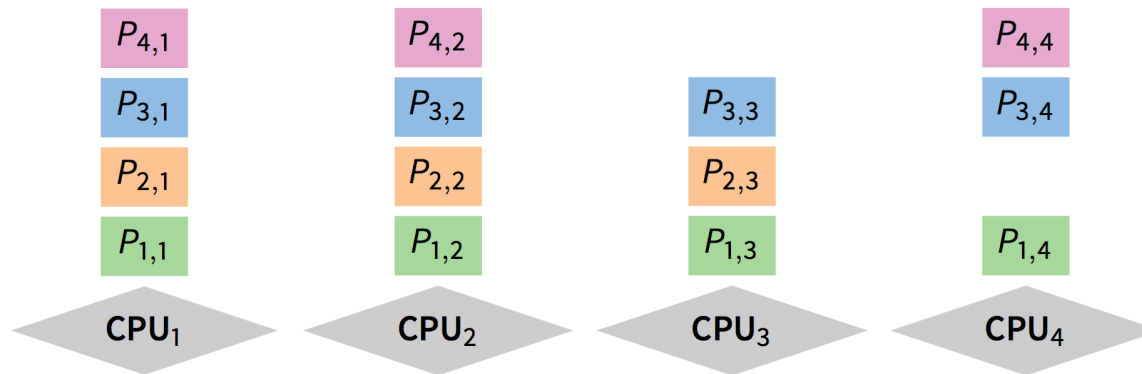 P4,1 P4,2 P4,4
P3,1 P3,2 P3,3 P3,4
P2,1 P2,2 P2,3
P1,1 P1,2 P1,3 P1,4
CPU1 CPU2 CPU3 CPU4